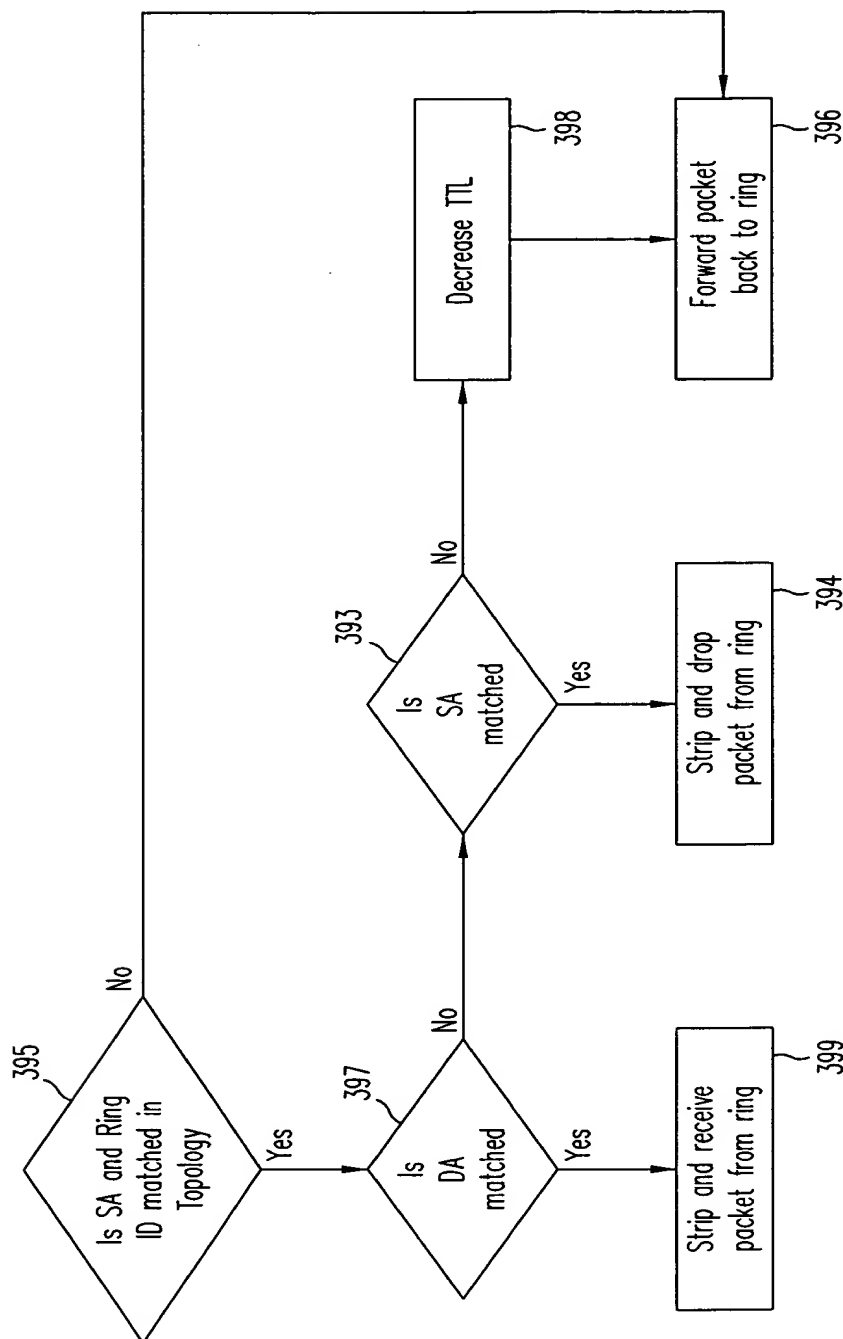 395
Is SA and Ring
ID matched in
Topology
No
Yes
397
Is
DA
matched
No
Yes
393
Is
SA
matched
No
Yes
Decrease TTL
398
Strip and receive
packet from ring
399
Strip and drop
packet from ring
394
Forward packet
back to ring
396